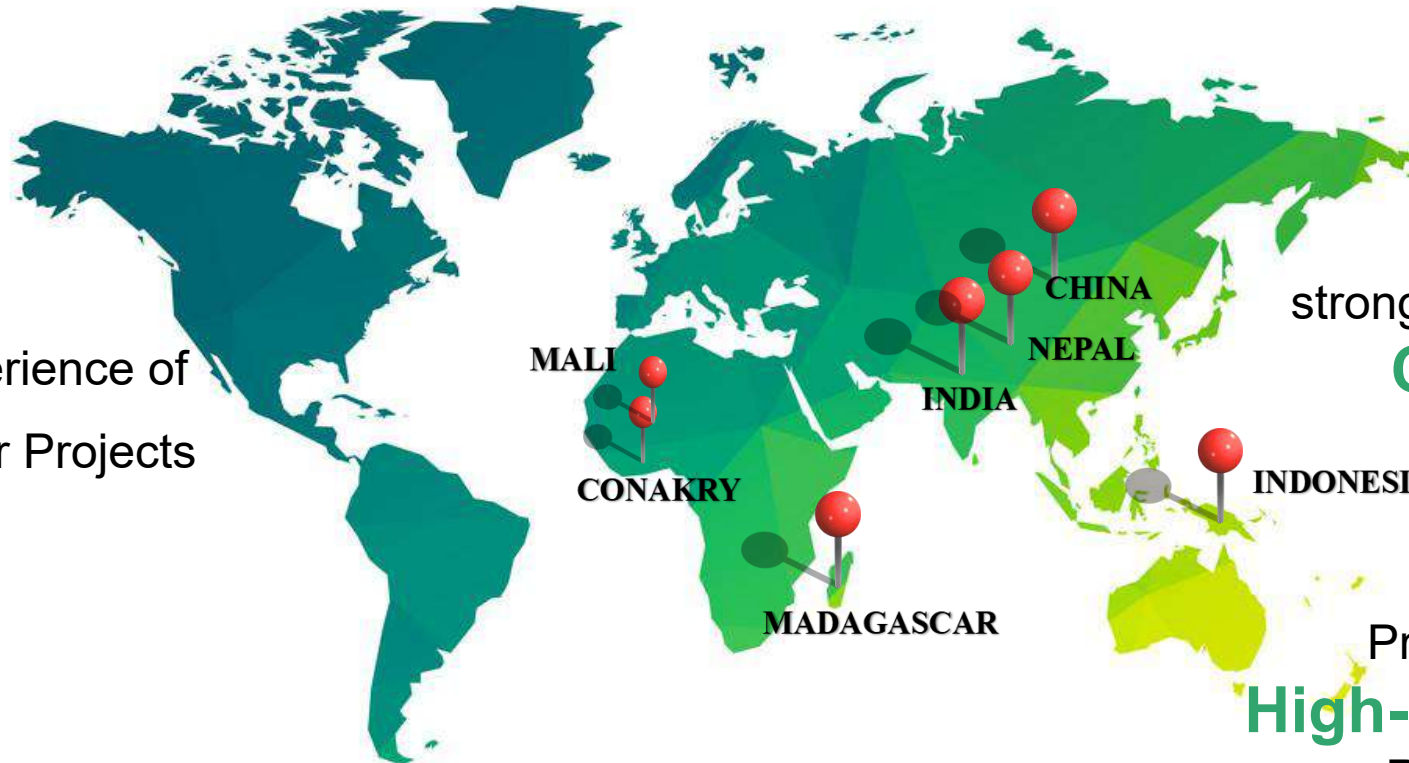 CHINA
strong
NEPAL
MALI
erience of
INDIA
r Projects
INDONESI
CONAKRY
MADAGASCAR
Pr
High-